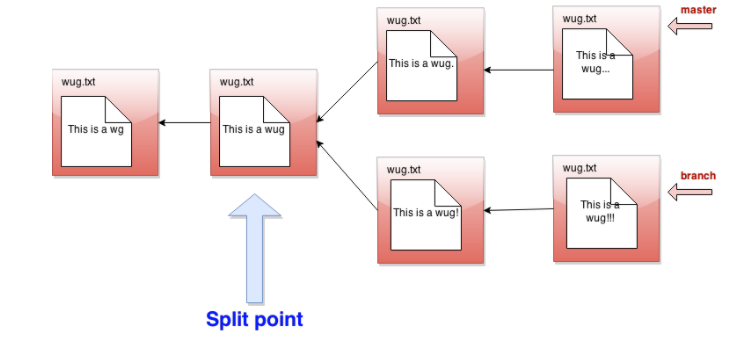 wug.txt
This is a wg
wug.txt
This is a wug
wug.txt
This is a wug.
wug.txt
This is a
wug...
master
wug.txt
This is a wug!
wug.txt
This is a
wug!!!
branch
Split point